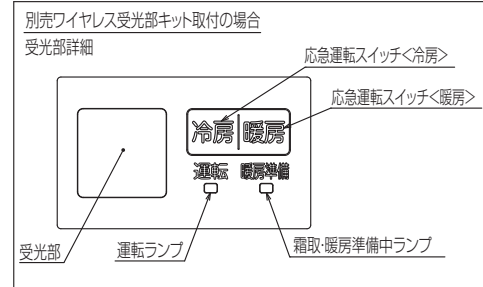 別売ワイヤレス受光部キット取付の場合
受光部詳細
応急運転スイッチ<冷房>
応急運転スイッチ<暖房>
冷房 暖房
運転 暖房準備
受光部
運転ランプ
霜取・暖房準備中ランプ